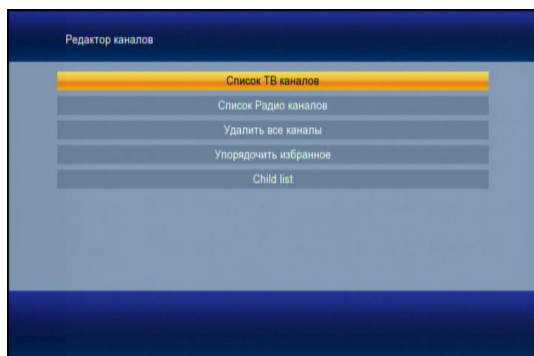 Редактор каналов
Список ТВ каналов
Список Радио каналов
Удалить все каналы
Упорядочить избранное
Child list